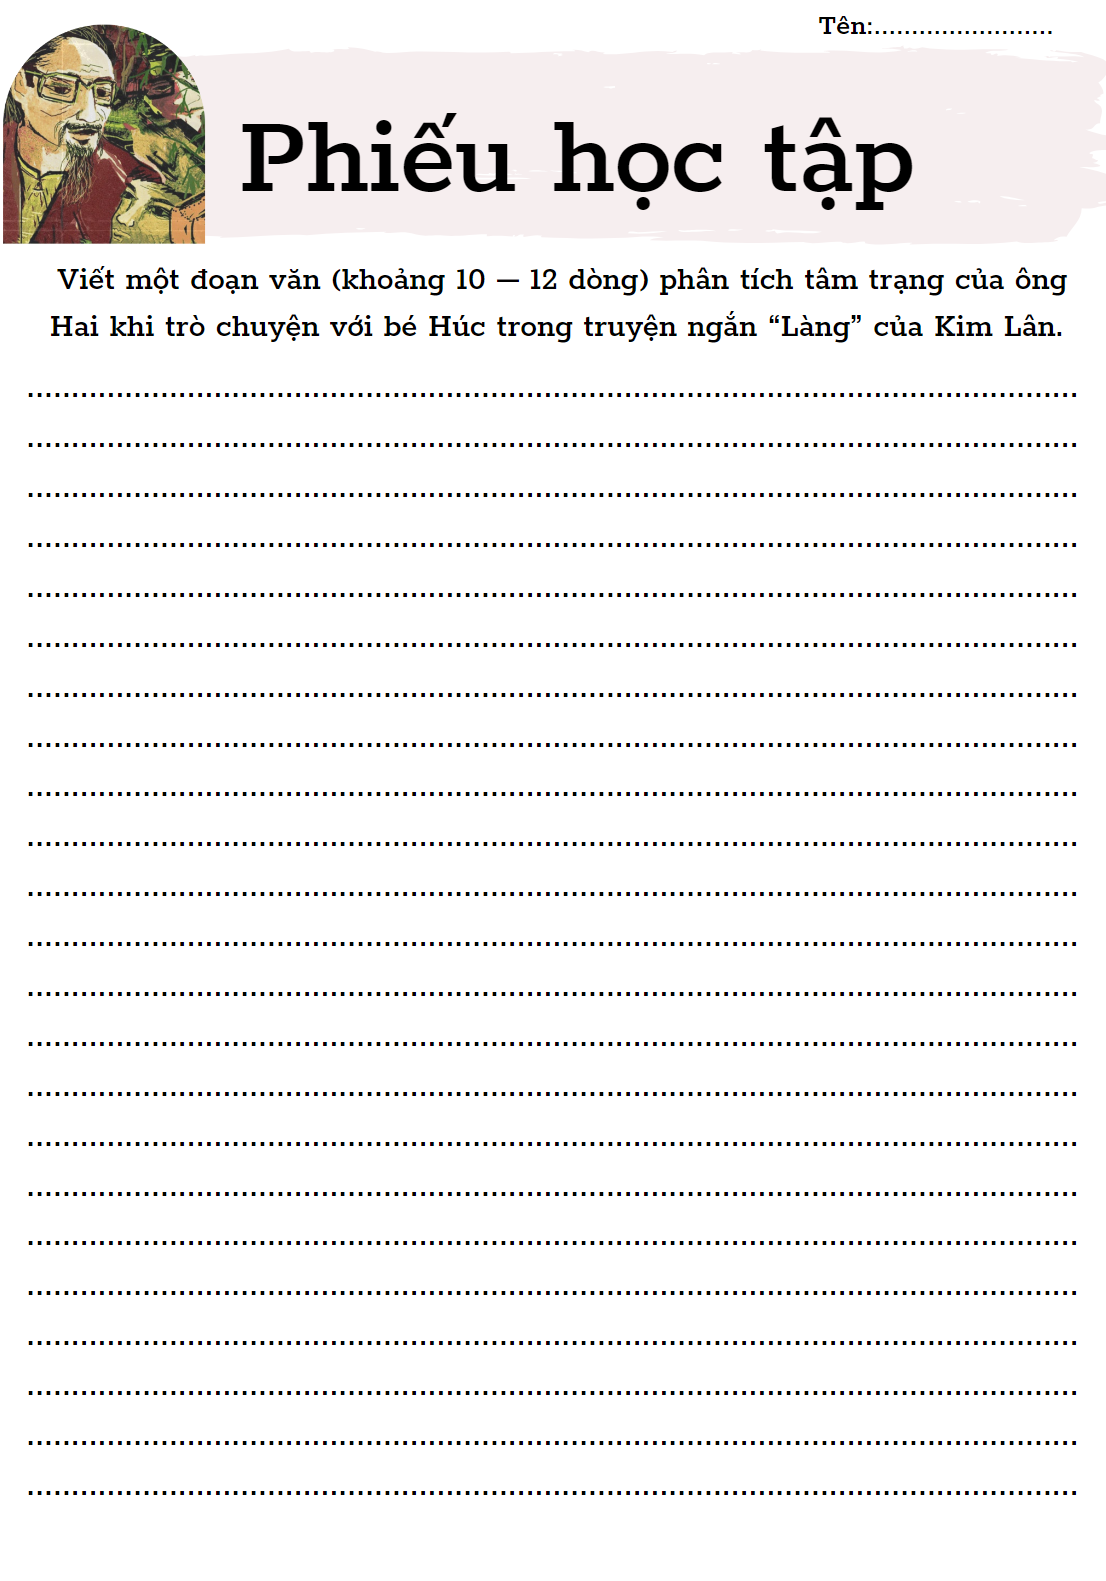 Tên:........................
Phiếu học tập
Viết một đoạn văn (khoảng 10 – 12 dòng) phân tích tâm trạng của ông
Hai khi trò chuyện với bé Húc trong truyện ngắn “Làng” của Kim Lân.